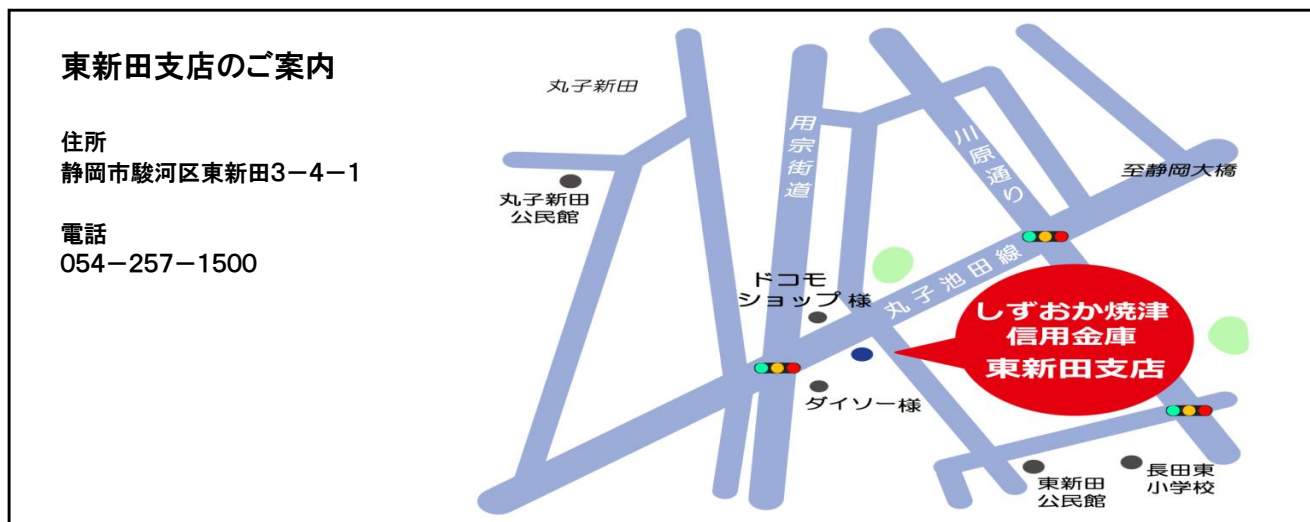 東新田支店のご案内
住所
静岡市駿河区東新田3－4－1
電話
054－257－1500
丸子新田
丸子新田
公民館
用宗街道
川原通り
至静岡大橋
丸子池田線
ドコモ
ショップ様
しずおか焼津
信用金庫
東新田支店
ダイソー様
東新田
公民館
長田東
小学校